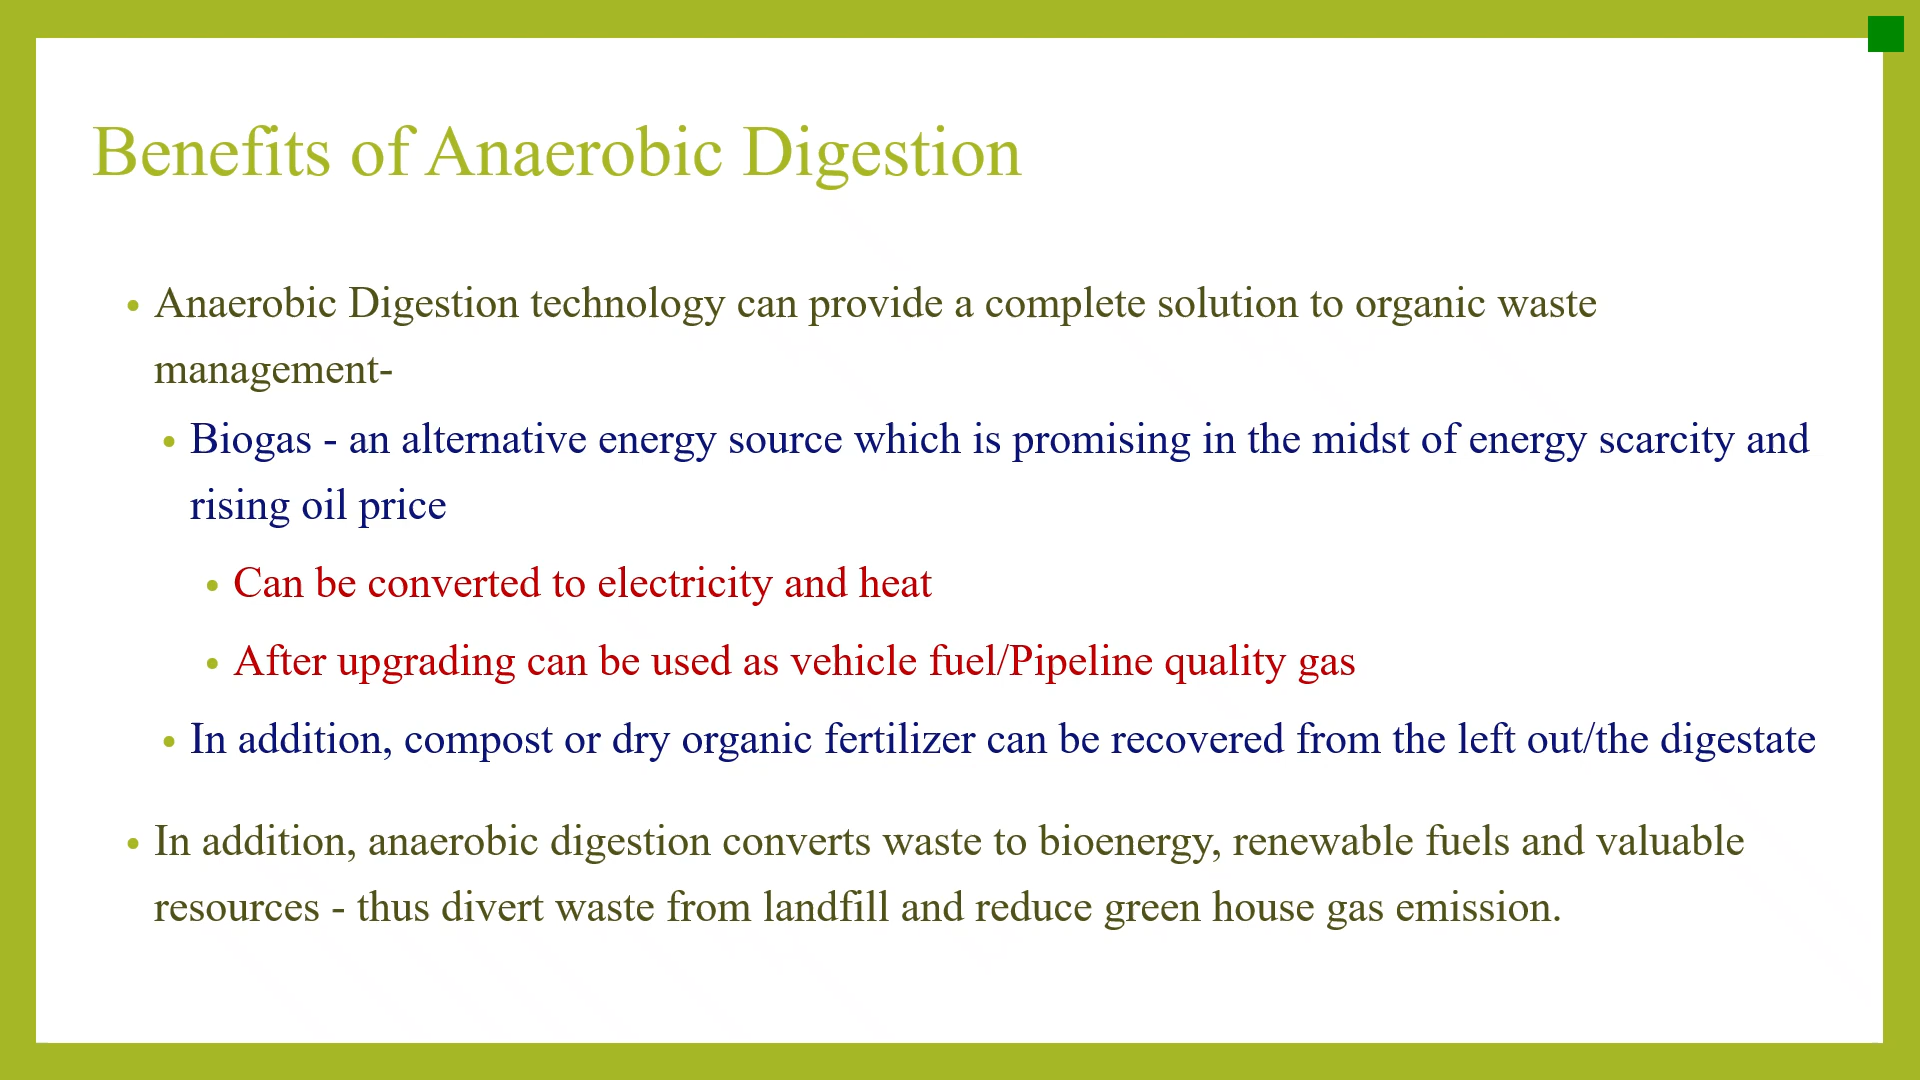 Benefits of Anaerobic Digestion
• Anaerobic Digestion technology can provide a complete solution to organic waste
management-
• Biogas - an alternative energy source which is promising in the midst of energy scarcity and
rising oil price
• Can be converted to electricity and heat
• After upgrading can be used as vehicle fuel/Pipeline quality gas
• In addition, compost or dry organic fertilizer can be recovered from the left out/the digestate
• In addition, anaerobic digestion converts waste to bioenergy, renewable fuels and valuable
resources - thus divert waste from landfill and reduce green house gas emission.